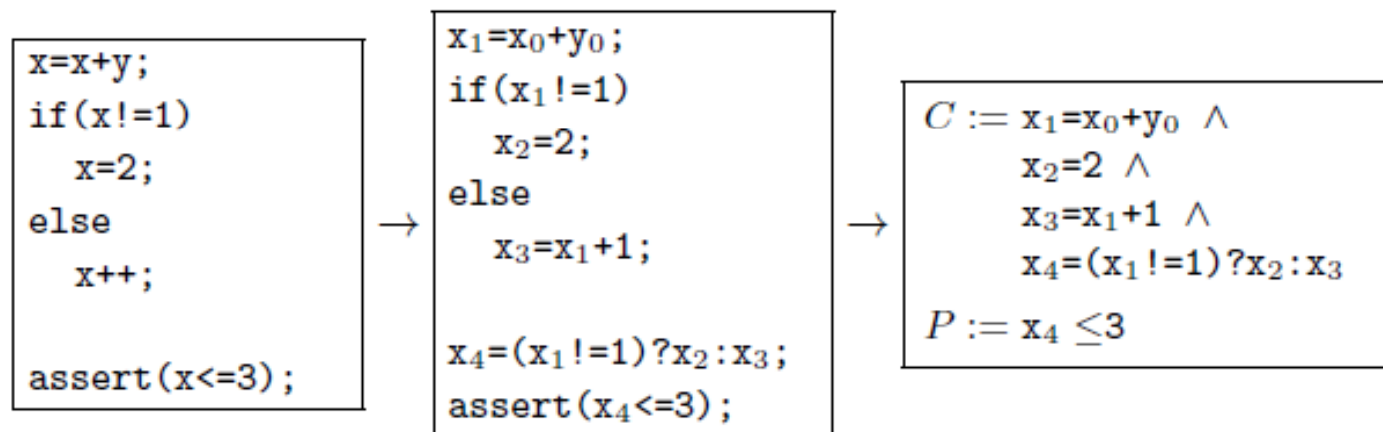 x=x+y;
if(x!=1)
x=2;
else
x++;
assert(x<=3);
→
x₁=x₀+y₀;
if(x₁!=1)
x₂=2;
else
x₃=x₁+1;
x₄=(x₁!=1)?x₂:x₃;
assert(x₄<=3);
→
C := x₁=x₀+y₀ ∧
x₂=2 ∧
x₃=x₁+1 ∧
x₄=(x₁!=1)?x₂:x₃
P := x₄ ≤3